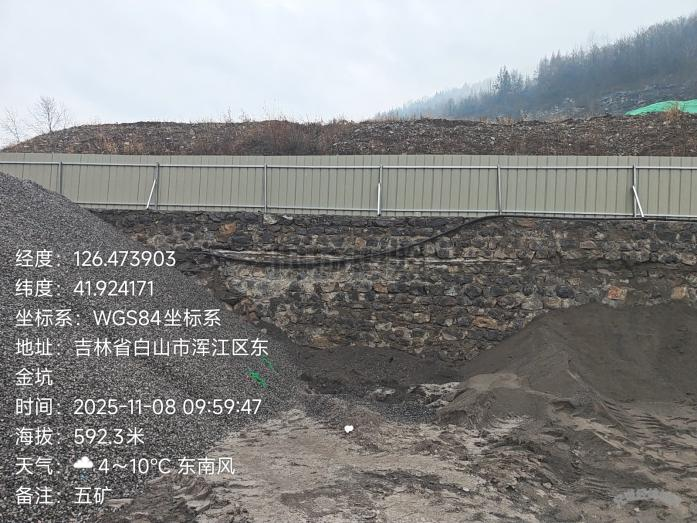 经度：126.473903
纬度：41.924171
坐标系：WGS84坐标系
地址：吉林省白山市浑江区东
金坑
时间：2025-11-08 09:59:47
海拔：592.3米
天气：🌧4～10℃ 东南风
备注：五矿